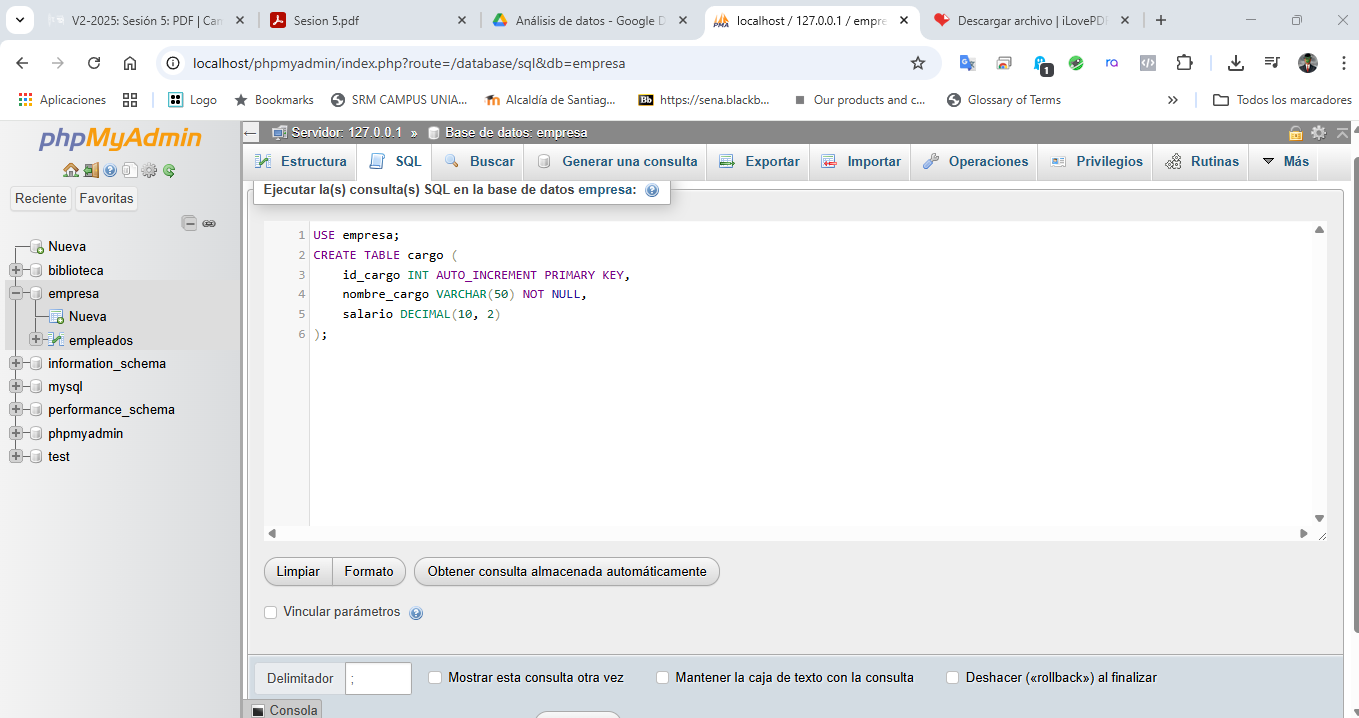 V2-2025: Sesión 5: PDF | Can
Sesion 5.pdf
Análisis de datos - Google D
localhost / 127.0.0.1 / empre
Descargar archivo | iLovePDF
localhost/phpmyadmin/index.php?route=/database/sql&db=empresa
1
Aplicaciones
Logo
Bookmarks
SRM CAMPUS UNIA...
Alcaldía de Santiag...
Bb
https://sena.blackb...
Our products and c...
Glossary of Terms
»
Todos los marcadores
phpMyAdmin
Servidor: 127.0.0.1 » Base de datos: empresa
Estructura
SQL
Buscar
Generar una consulta
Exportar
Importar
Operaciones
Privilegios
Rutinas
Más
Reciente
Favoritas
Nueva
biblioteca
empresa
Nueva
empleados
information_schema
mysql
performance_schema
phpmyadmin
test
Ejecutar la(s) consulta(s) SQL en la base de datos empresa:
1 USE empresa;
2 CREATE TABLE cargo (
3 id_cargo INT AUTO_INCREMENT PRIMARY KEY,
4 nombre_cargo VARCHAR(50) NOT NULL,
5 salario DECIMAL(10, 2)
6 );
Limpiar
Formato
Obtener consulta almacenada automáticamente
Vincular parámetros
Delimitador
;
Mostrar esta consulta otra vez
Mantener la caja de texto con la consulta
Deshacer («rollback») al finalizar
Consola